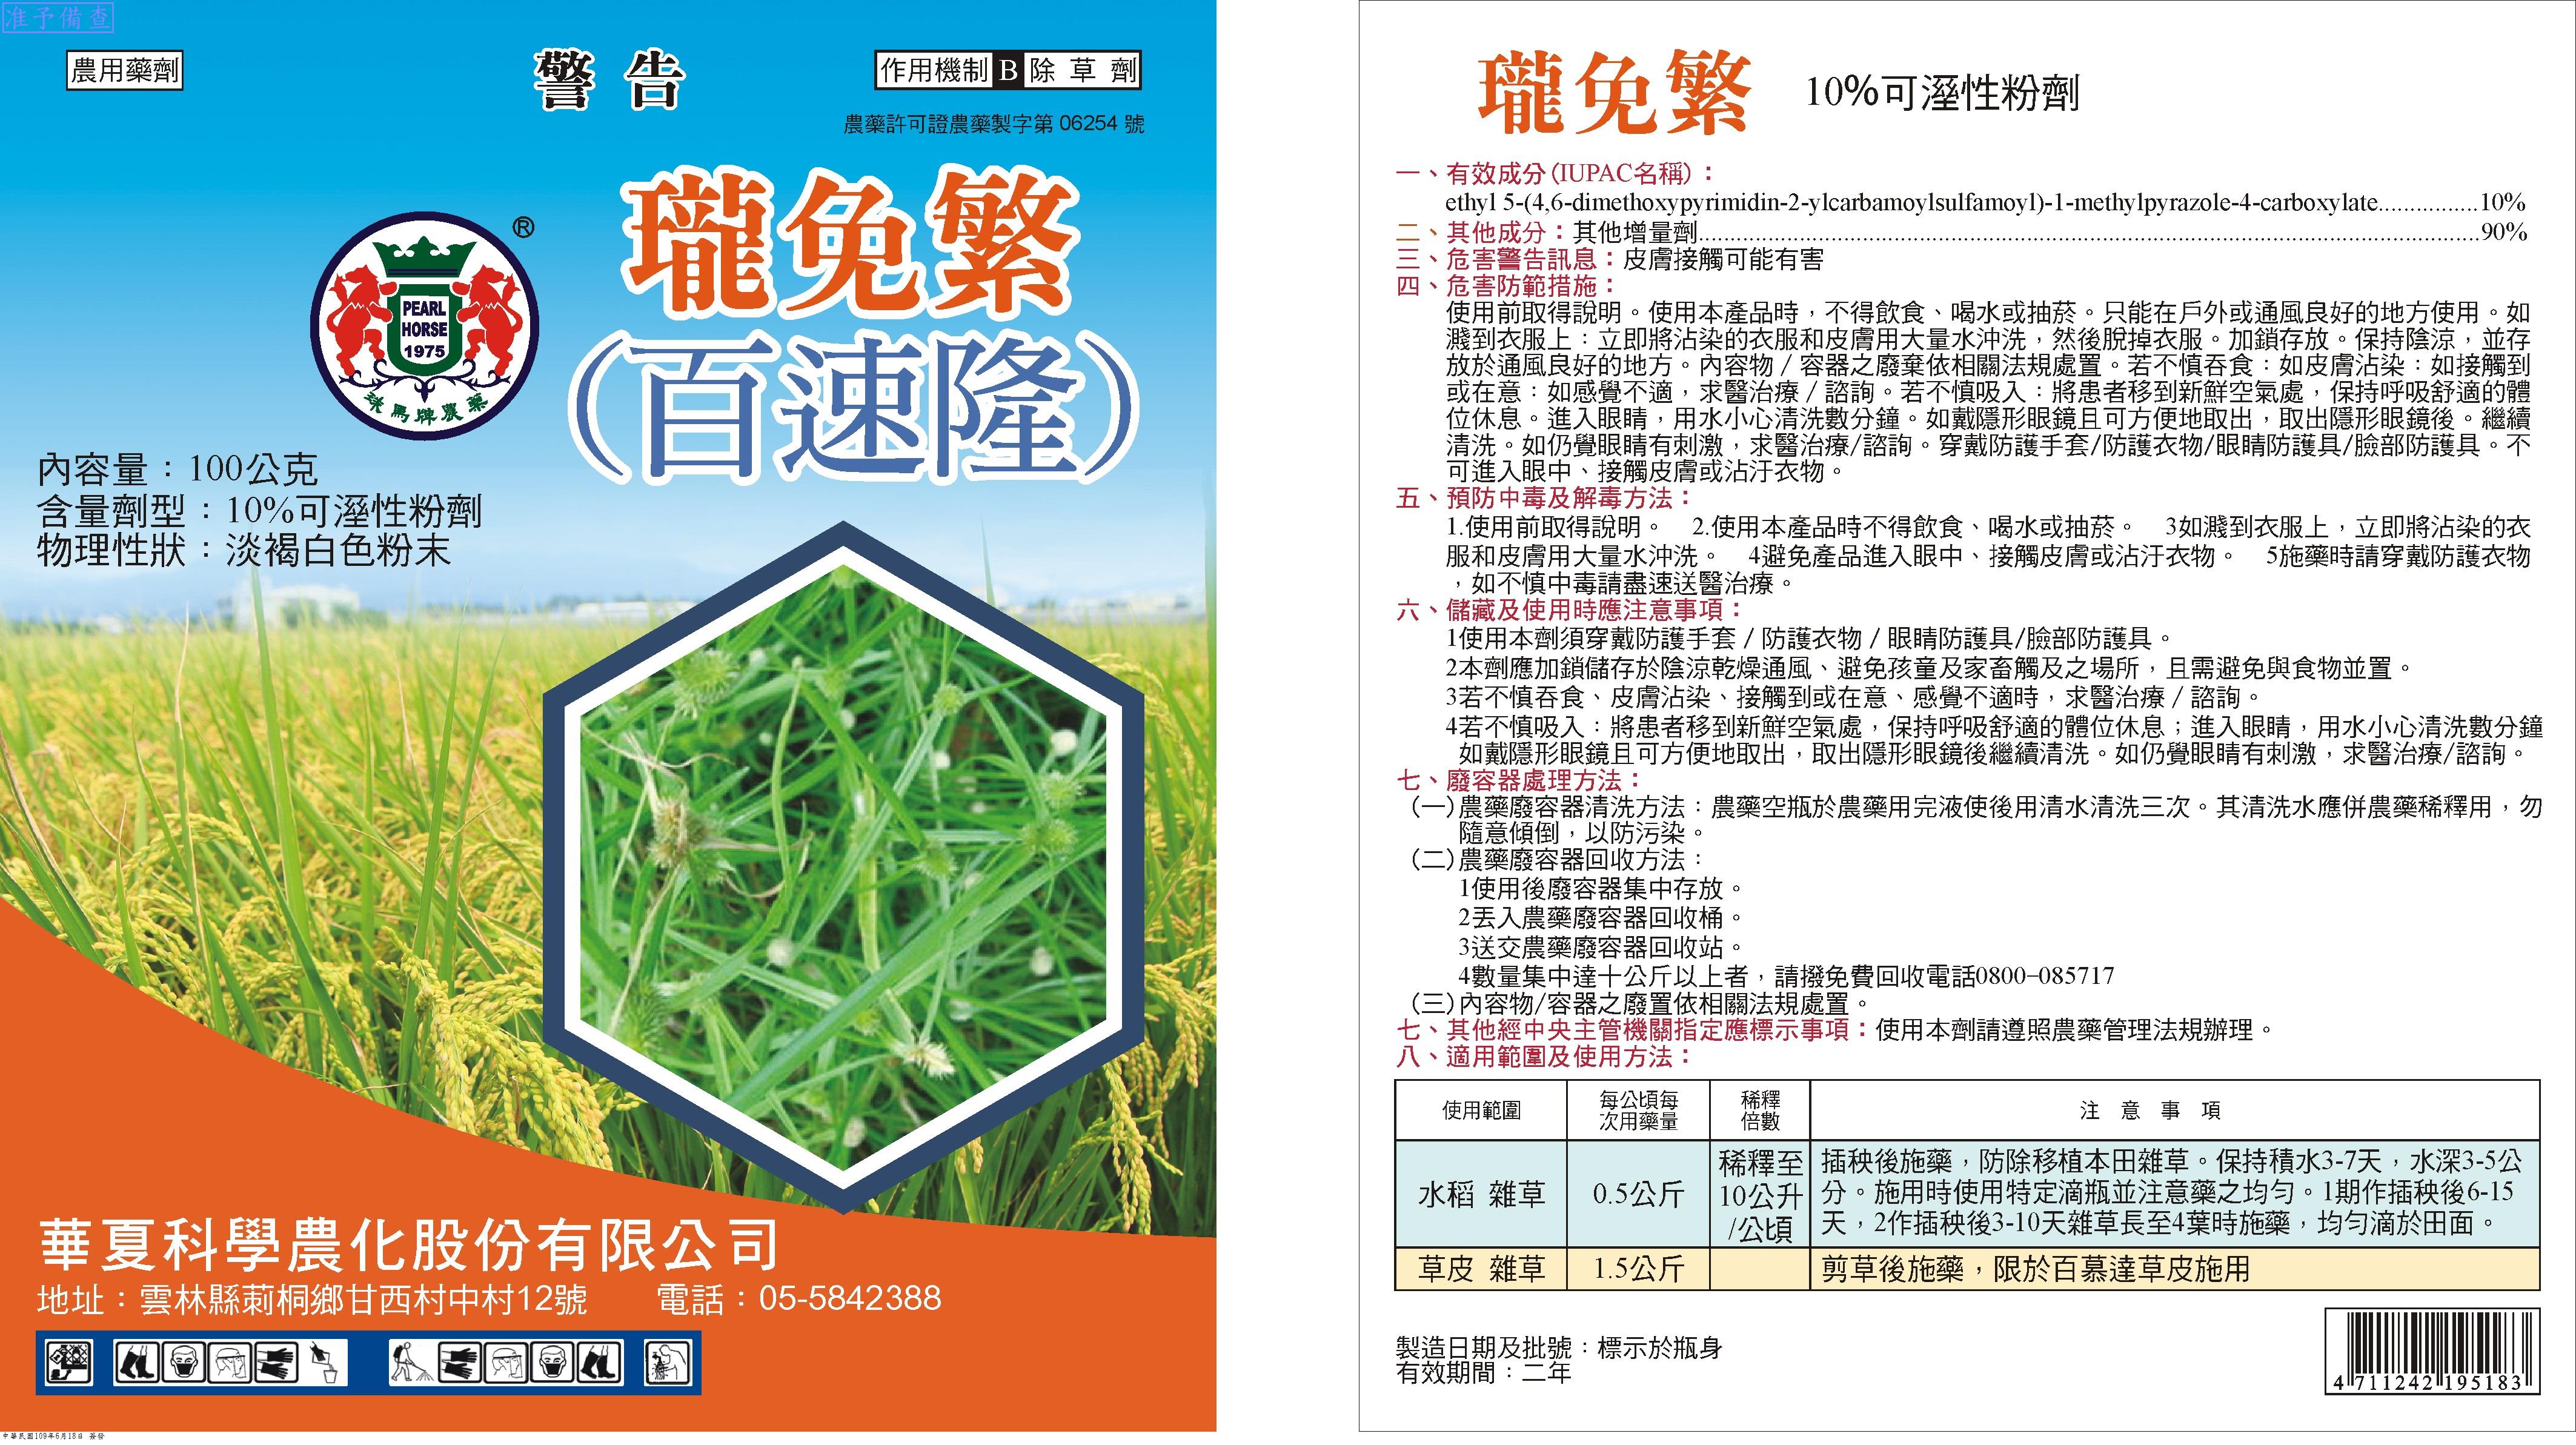 准予備查
農用藥劑
警告
作用機制 B 除草劑
農藥許可證農藥製字第 06254 號
瓏免繁
(百速隆)
®
PEARL
HORSE
1975
珠馬牌農藥
內容量：100公克
含量劑型：10%可溼性粉劑
物理性狀：淡褐白色粉末
華夏科學農化股份有限公司
地址：雲林縣莿桐鄉甘西村中村12號 電話：05-5842388
中華民國109年6月18日 簽發
瓏免繁 10%可溼性粉劑
一、有效成分(IUPAC名稱)：
ethyl 5-(4,6-dimethoxypyrimidin-2-ylcarbamoylsulfamoyl)-1-methylpyrazole-4-carboxylate................10%
二、其他成分：其他增量劑............................................................................................................................90%
三、危害警告訊息：皮膚接觸可能有害
四、危害防範措施：
使用前取得說明。使用本產品時，不得飲食、喝水或抽菸。只能在戶外或通風良好的地方使用。如
濺到衣服上：立即將沾染的衣服和皮膚用大量水沖洗，然後脫掉衣服。加鎖存放。保持陰涼，並存
放於通風良好的地方。內容物／容器之廢棄依相關法規處置。若不慎吞食：如皮膚沾染：如接觸到
或在意：如感覺不適，求醫治療／諮詢。若不慎吸入：將患者移到新鮮空氣處，保持呼吸舒適的體
位休息。進入眼睛，用水小心清洗數分鐘。如戴隱形眼鏡且可方便地取出，取出隱形眼鏡後。繼續
清洗。如仍覺眼睛有刺激，求醫治療/諮詢。穿戴防護手套/防護衣物/眼睛防護具/臉部防護具。不
可進入眼中、接觸皮膚或沾汙衣物。
五、預防中毒及解毒方法：
1.使用前取得說明。 2.使用本產品時不得飲食、喝水或抽菸。 3如濺到衣服上，立即將沾染的衣
服和皮膚用大量水沖洗。 4避免產品進入眼中、接觸皮膚或沾汙衣物。 5施藥時請穿戴防護衣物
，如不慎中毒請盡速送醫治療。
六、儲藏及使用時應注意事項：
1使用本劑須穿戴防護手套／防護衣物／眼睛防護具/臉部防護具。
2本劑應加鎖儲存於陰涼乾燥通風、避免孩童及家畜觸及之場所，且需避免與食物並置。
3若不慎吞食、皮膚沾染、接觸到或在意、感覺不適時，求醫治療／諮詢。
4若不慎吸入：將患者移到新鮮空氣處，保持呼吸舒適的體位休息；進入眼睛，用水小心清洗數分鐘
如戴隱形眼鏡且可方便地取出，取出隱形眼鏡後繼續清洗。如仍覺眼睛有刺激，求醫治療/諮詢。
七、廢容器處理方法：
(一)農藥廢容器清洗方法：農藥空瓶於農藥用完液使後用清水清洗三次。其清洗水應併農藥稀釋用，勿
隨意傾倒，以防污染。
(二)農藥廢容器回收方法：
1使用後廢容器集中存放。
2丟入農藥廢容器回收桶。
3送交農藥廢容器回收站。
4數量集中達十公斤以上者，請撥免費回收電話0800-085717
(三)內容物/容器之廢置依相關法規處置。
七、其他經中央主管機關指定應標示事項：使用本劑請遵照農藥管理法規辦理。
八、適用範圍及使用方法：
使用範圍 每公頃每 稀釋 注意事項
次用藥量 倍數
水稻 雜草 0.5公斤 稀釋至 插秧後施藥，防除移植本田雜草。保持積水3-7天，水深3-5公
10公升 分。施用時使用特定滴瓶並注意藥之均勻。1期作插秧後6-15
/公頃 天，2作插秧後3-10天雜草長至4葉時施藥，均勻滴於田面。
草皮 雜草 1.5公斤 剪草後施藥，限於百慕達草皮施用
製造日期及批號：標示於瓶身
有效期間：二年
4 711242 195183